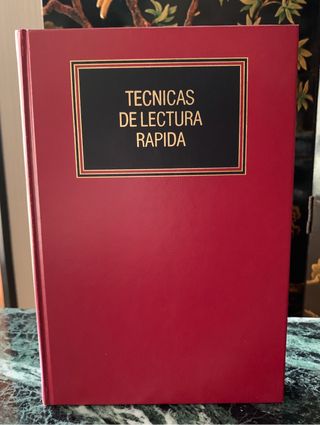 TECNICAS
DE LECTURA
RAPIDA